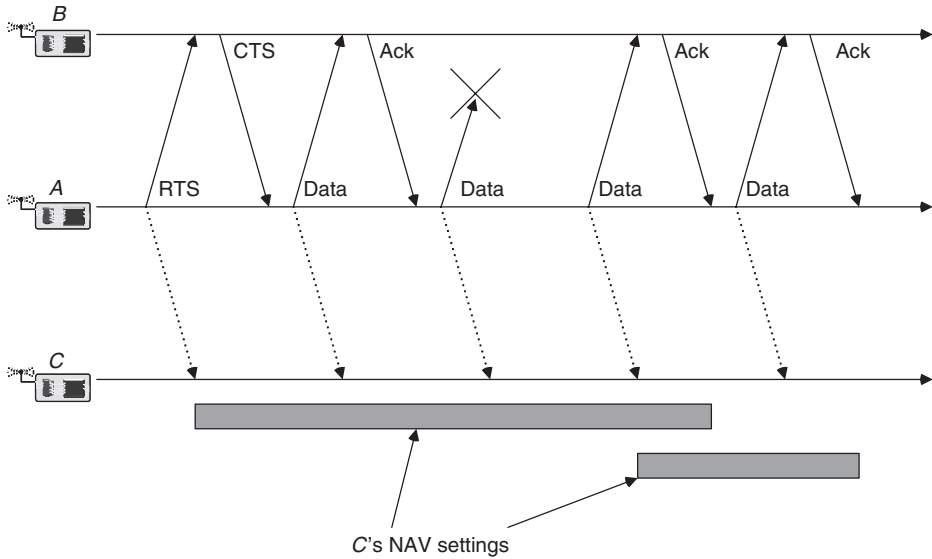 B
CTS
Ack
Ack
Ack
A
RTS
Data
Data
Data
Data
C
C's NAV settings